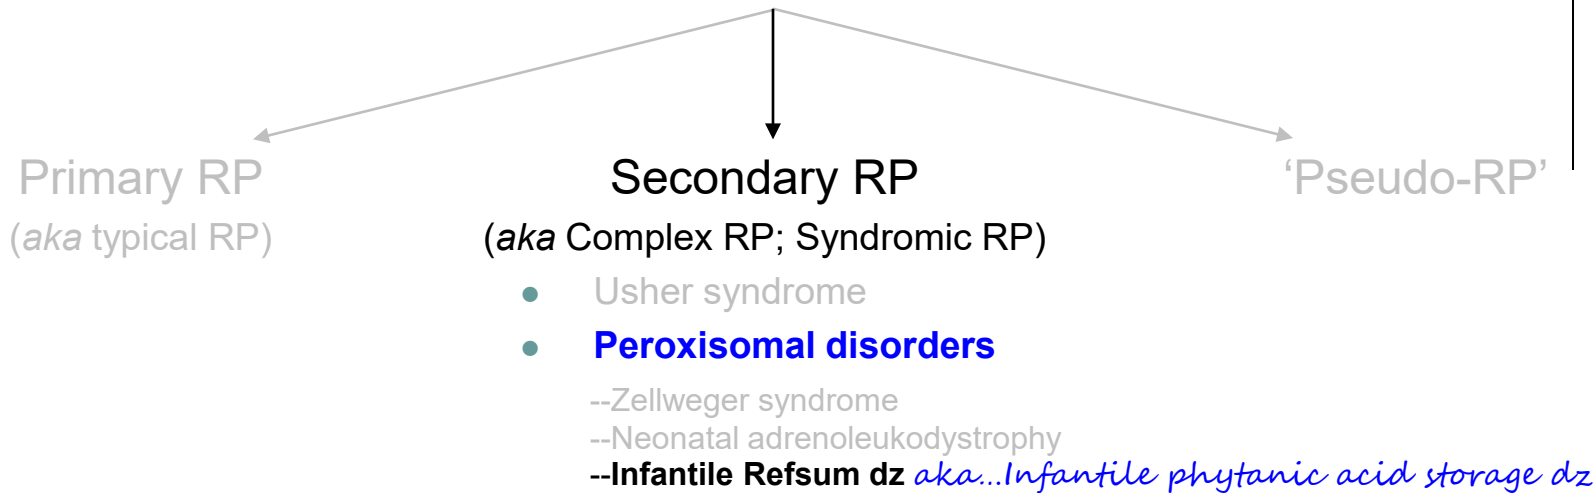 Primary RP
(aka typical RP)
Secondary RP
(aka Complex RP; Syndromic RP)
‘Pseudo-RP’
● Usher syndrome
● Peroxisomal disorders
--Zellweger syndrome
--Neonatal adrenoleukodystrophy
--Infantile Refsum dz aka...Infantile phytanic acid storage dz